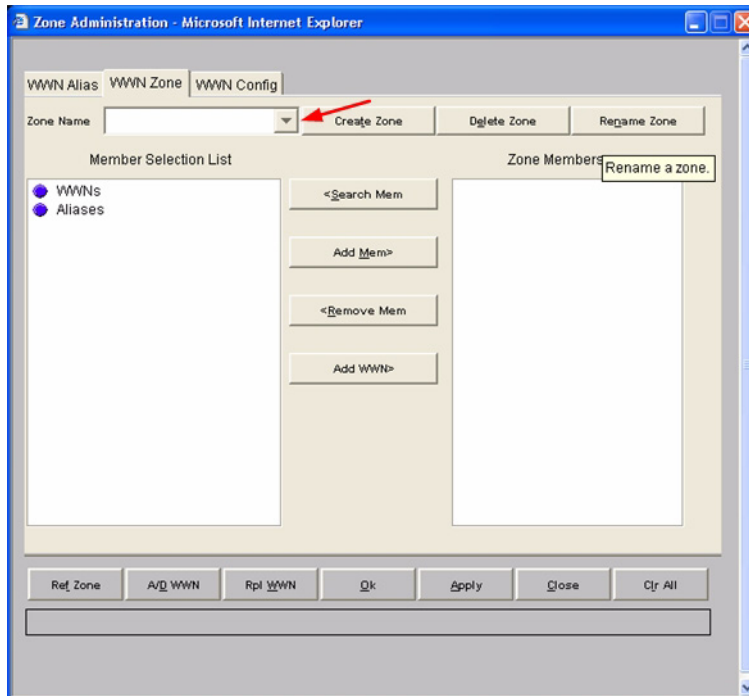 Zone Administration - Microsoft Internet Explorer
WWN Alias WWN Zone WWN Config
Zone Name Create Zone Delete Zone Rename Zone
Member Selection List Zone Members
Rename a zone.
WWNs
Aliases
<Search Mem
Add Mem>
<Remove Mem
Add WWN>
Ref Zone A/D WWN Rpl WWN Ok Apply Close Clr All